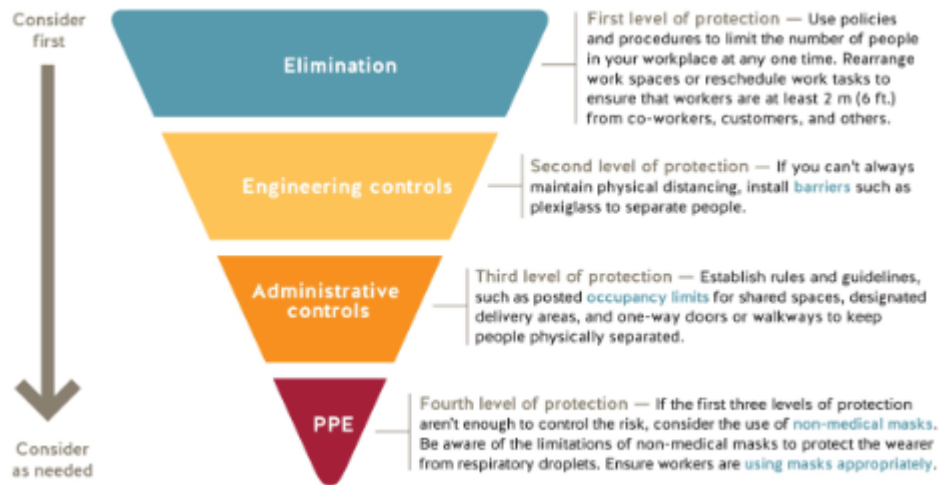 Consider
first
Elimination
First level of protection — Use policies
and procedures to limit the number of people
in your workplace at any one time. Rearrange
work spaces or reschedule work tasks to
ensure that workers are at least 2 m (6 ft.)
from co-workers, customers, and others.
Engineering controls
Second level of protection — If you can't always
maintain physical distancing, install barriers such as
plexiglass to separate people.
Administrative
controls
Third level of protection — Establish rules and guidelines,
such as posted occupancy limits for shared spaces, designated
delivery areas, and one-way doors or walkways to keep
people physically separated.
PPE
Fourth level of protection — If the first three levels of protection
aren't enough to control the risk, consider the use of non-medical masks.
Be aware of the limitations of non-medical masks to protect the wearer
from respiratory droplets. Ensure workers are using masks appropriately.
Consider
as needed